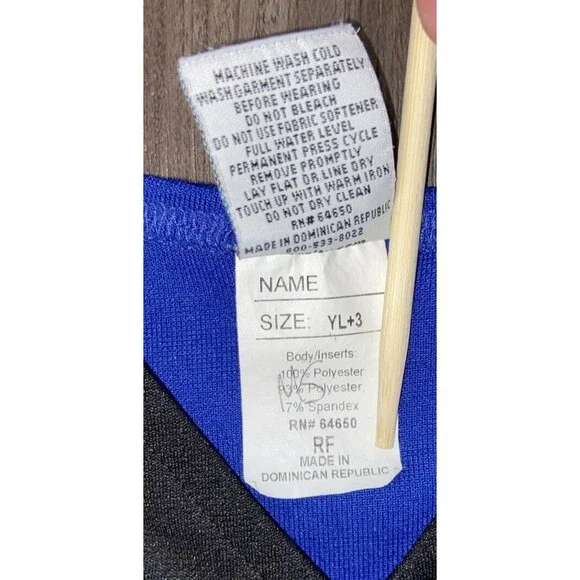 MACHINE WASH COLD
WASH GARMENT SEPARATELY
BEFORE WEARING
DO NOT BLEACH
DO NOT USE FABRIC SOFTENER
FULL WATER LEVEL
PERMANENT PRESS CYCLE
REMOVE PROMPTLY
LAY FLAT OR LINE DRY
TOUCH UP WITH WARM IRON
DO NOT DRY CLEAN
RN# 64650
MADE IN DOMINICAN REPUBLIC
800-533-8022
NAME
SIZE: YL+3
Body/Inserts:
100% Polyester
93% Polyester
7% Spandex
RN# 64650
RF
MADE IN
DOMINICAN REPUBLIC